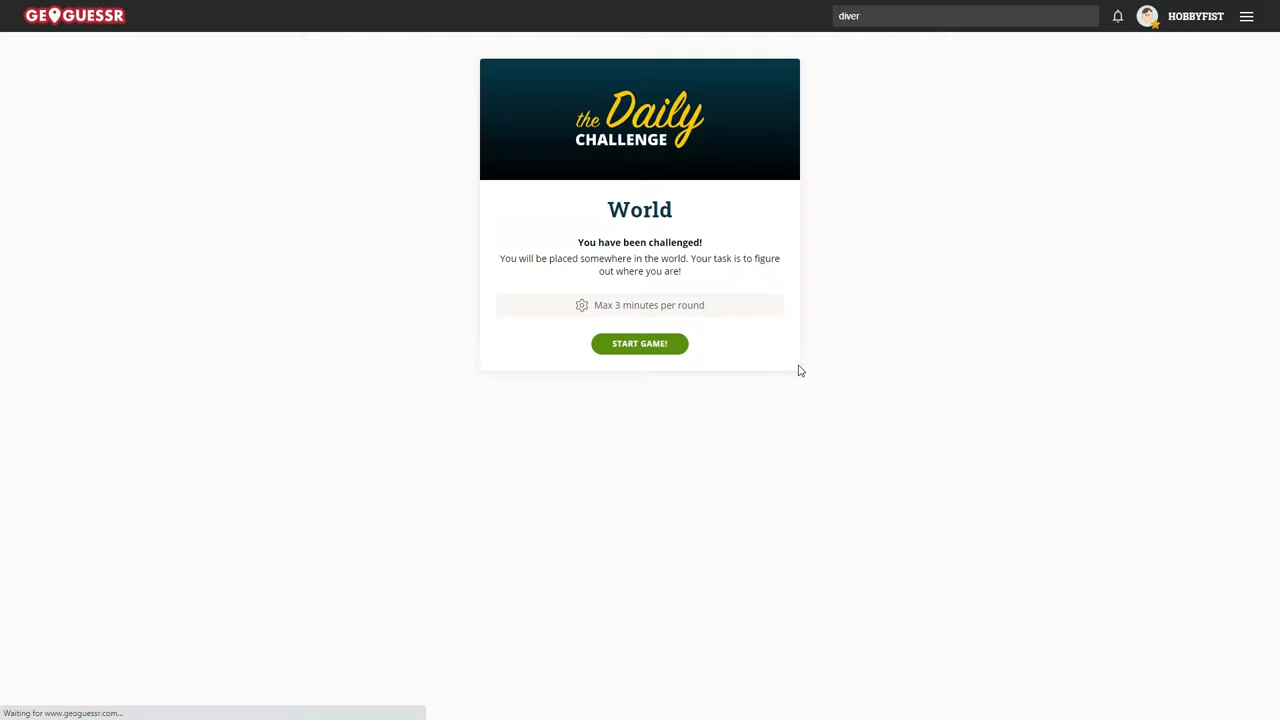 GEOGUESSR
diver
HOBBYFIST
the Daily
CHALLENGE
World
You have been challenged!
You will be placed somewhere in the world. Your task is to figure
out where you are!
Max 3 minutes per round
START GAME!
Waiting for www.geoguessr.com...